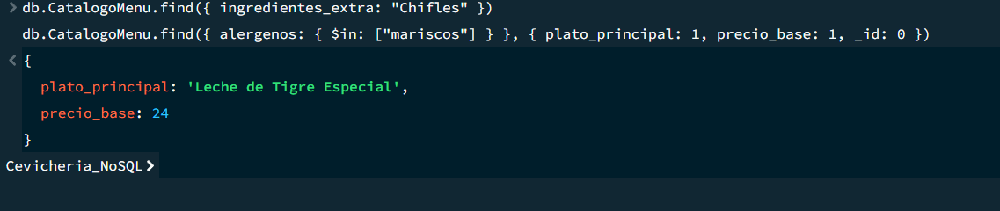 db.CatalogoMenu.find({ ingredientes_extra: "Chifles" })
db.CatalogoMenu.find({ alergenos: { $in: ["mariscos"] } }, { plato_principal: 1, precio_base: 1, _id: 0 })
{
  plato_principal: 'Leche de Tigre Especial',
  precio_base: 24
}
Cevicheria_NoSQL>